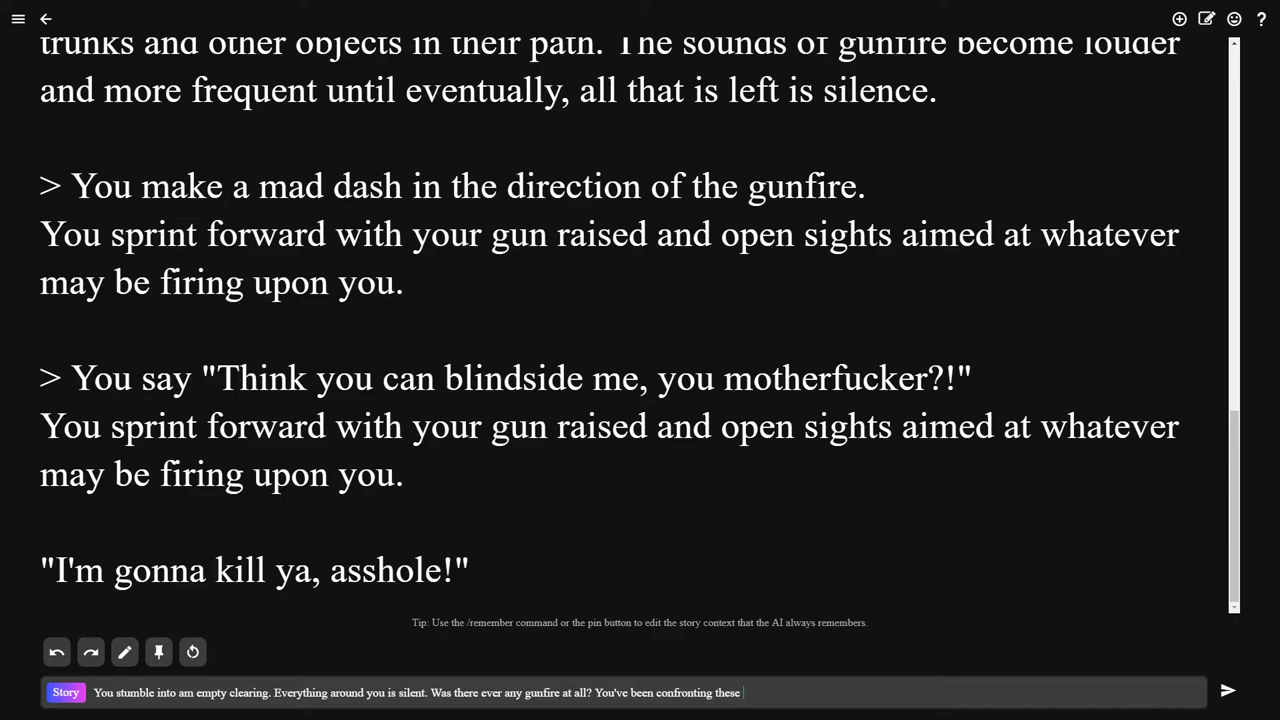 trunks and other objects in their path. The sounds of gunfire become louder
and more frequent until eventually, all that is left is silence.
> You make a mad dash in the direction of the gunfire.
You sprint forward with your gun raised and open sights aimed at whatever
may be firing upon you.
> You say "Think you can blindside me, you motherfucker?!"
You sprint forward with your gun raised and open sights aimed at whatever
may be firing upon you.
"I'm gonna kill ya, asshole!"
Tip: Use the /remember command or the pin button to edit the story context that the AI always remembers.
Story You stumble into am empty clearing. Everything around you is silent. Was there ever any gunfire at all? You've been confronting these